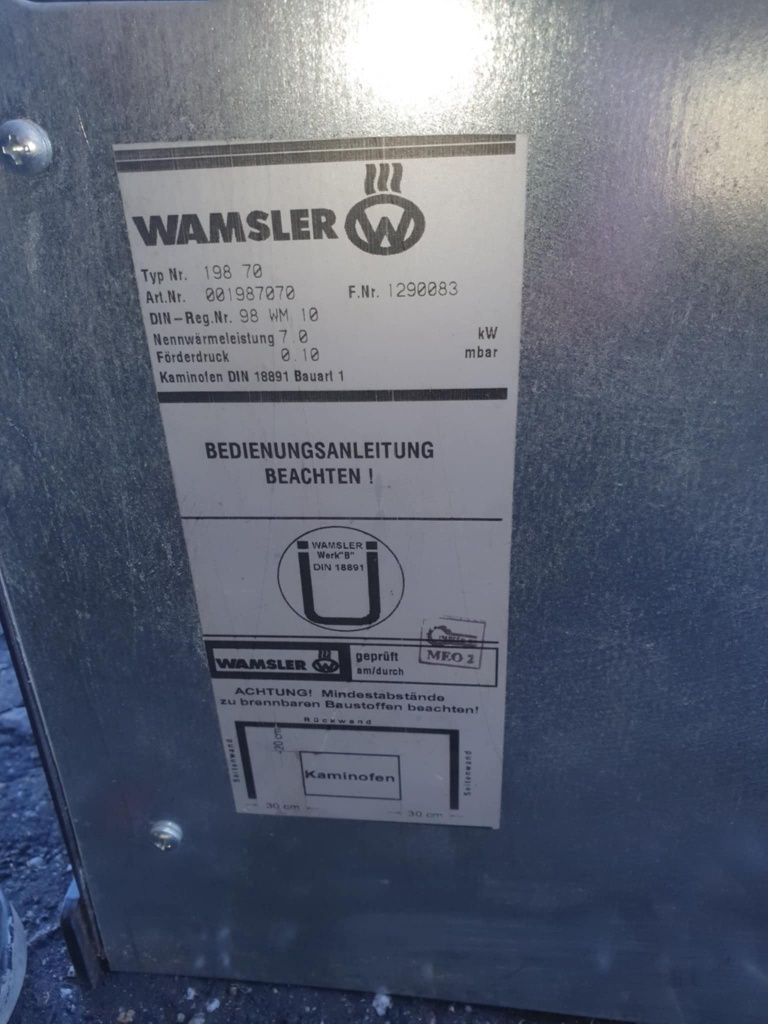 WAMSLER
Typ Nr. 198 70
Art.Nr. 001987070 F.Nr. 1290083
DIN-Reg.Nr. 98 WM 10
Nennwärmeleistung 7.0 kW
Förderdruck 0.10 mbar
Kaminofen DIN 18891 Bauart 1
BEDIENUNGSANLEITUNG
BEACHTEN !
WAMSLER
Werk"B"
DIN 18891
Ü
WAMSLER geprüft
am/durch
MEO 2
ACHTUNG! Mindestabstände
zu brennbaren Baustoffen beachten!
Rückwand
Seitenwand
20 cm
Kaminofen
Seitenwand
30 cm 30 cm